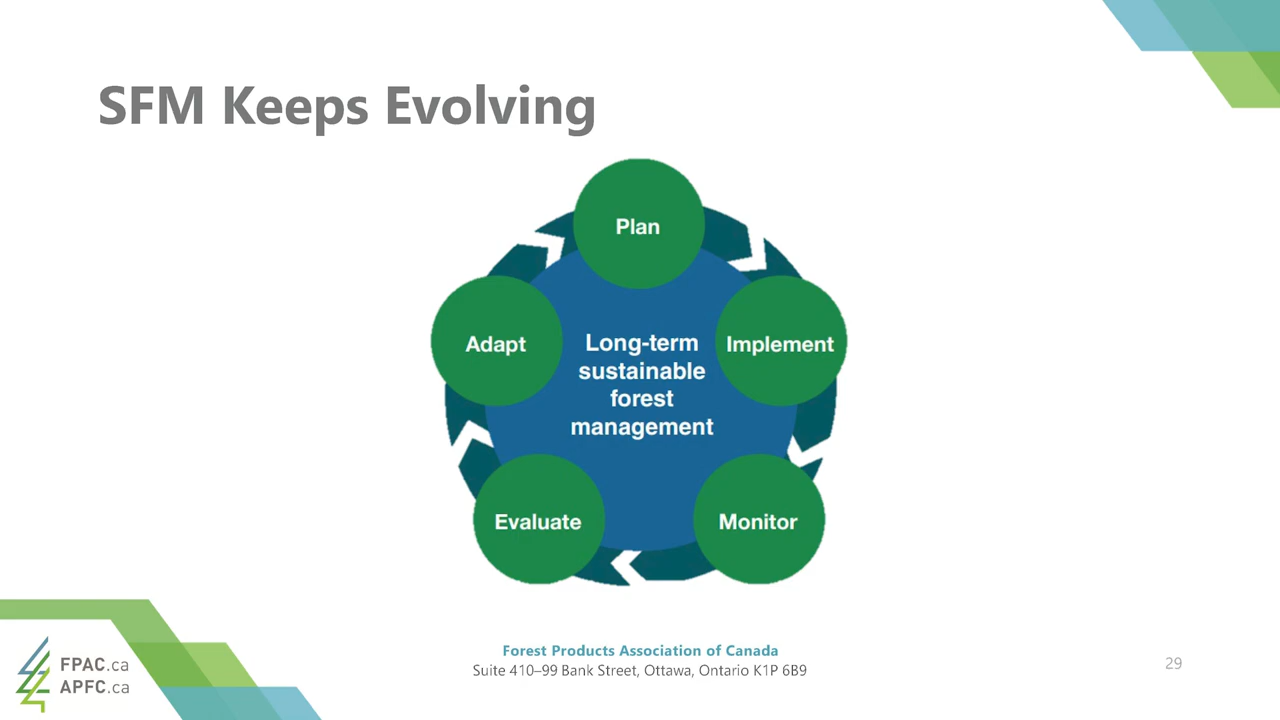 SFM Keeps Evolving
Plan
Adapt
Implement
Long-term
sustainable
forest
management
Evaluate
Monitor
FPAC.ca
APFC.ca
Forest Products Association of Canada
Suite 410–99 Bank Street, Ottawa, Ontario K1P 6B9
29